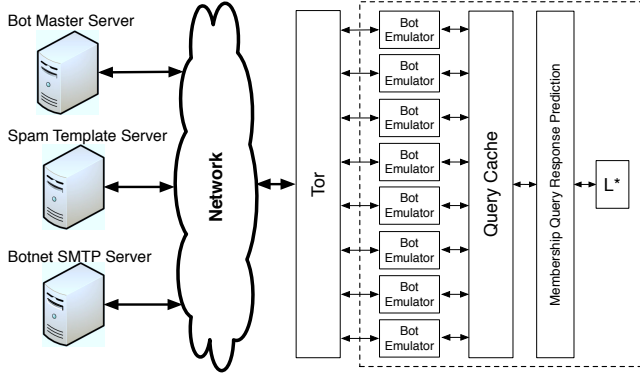 Bot Master Server
Spam Template Server
Botnet SMTP Server
Network
Tor
Bot
Emulator
Bot
Emulator
Bot
Emulator
Bot
Emulator
Bot
Emulator
Bot
Emulator
Bot
Emulator
Bot
Emulator
Query Cache
Membership Query Response Prediction
L*